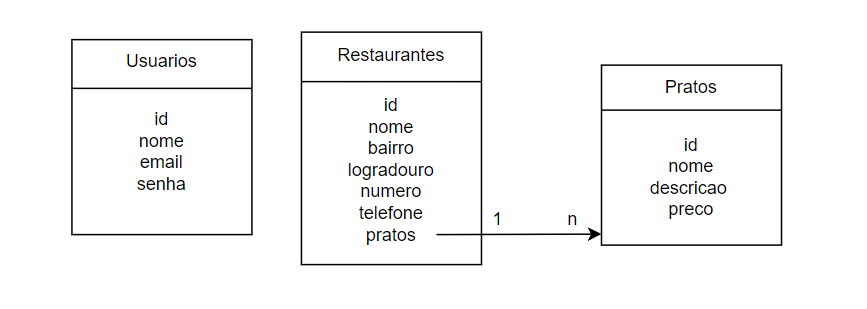 Usuarios
id
nome
email
senha
Restaurantes
id
nome
bairro
logradouro
numero
telefone
pratos
1
n
Pratos
id
nome
descricao
preco